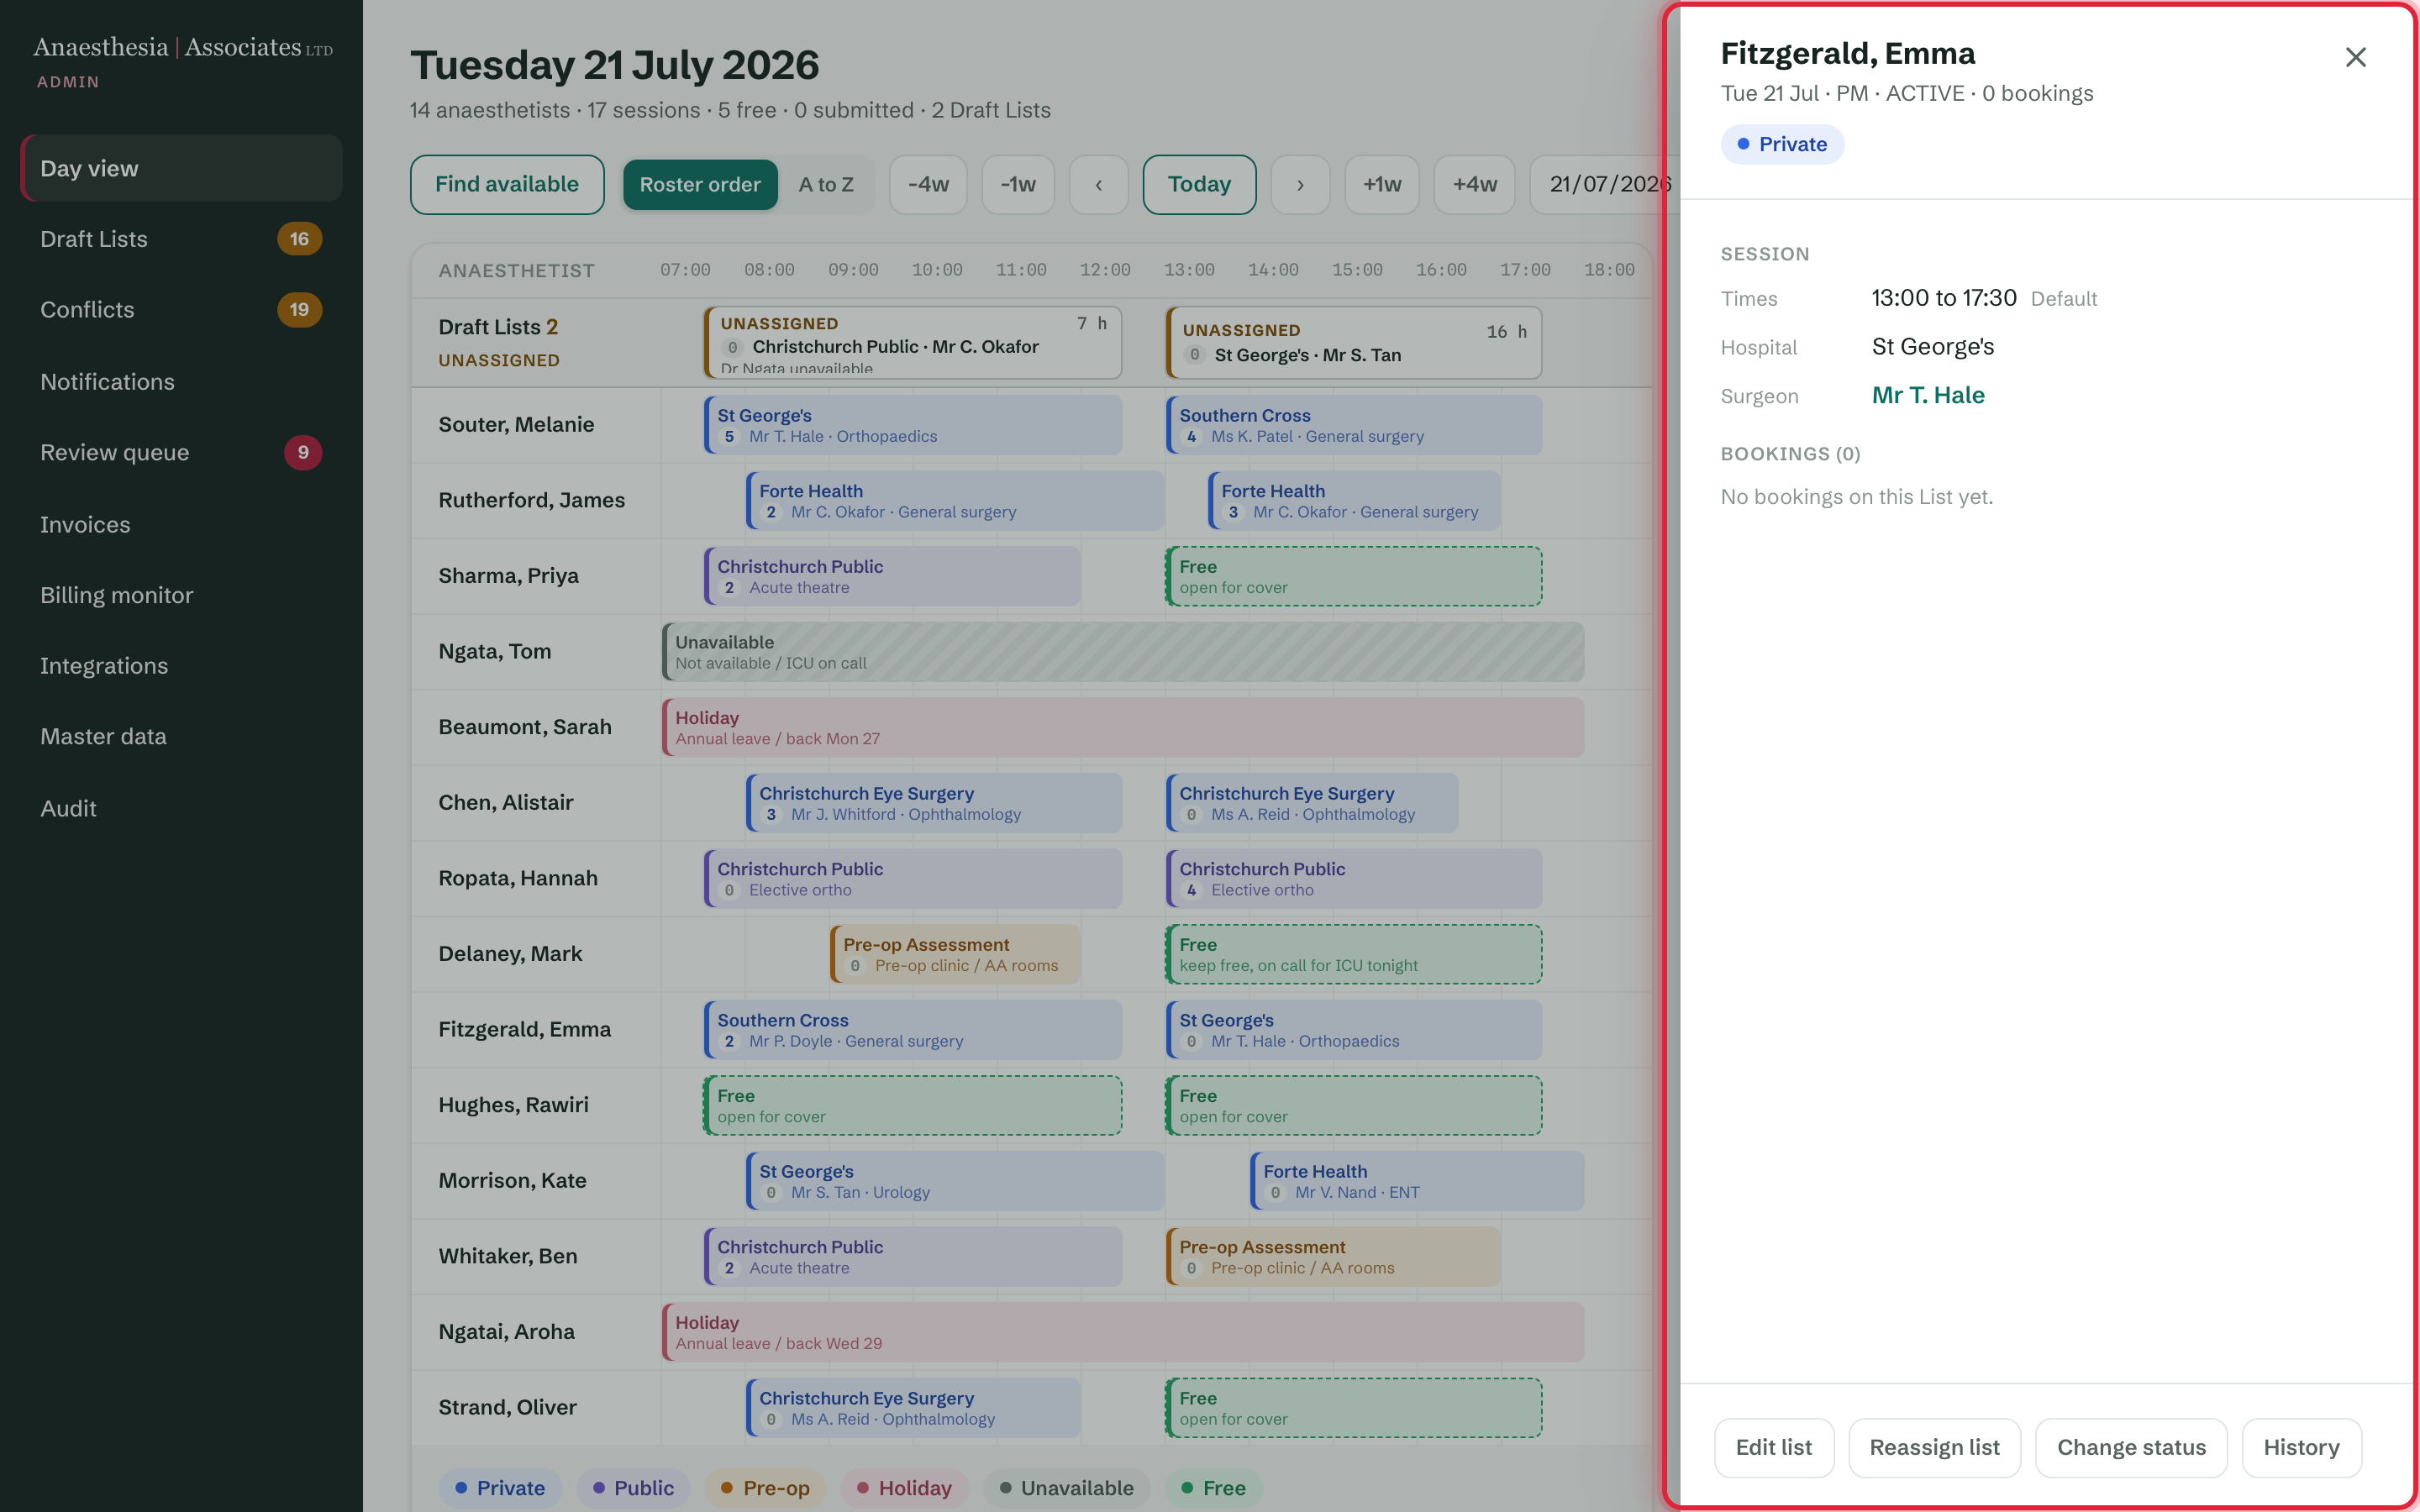 Anaesthesia | Associates LTD
ADMIN
Day view
Draft Lists 16
Conflicts 19
Notifications
Review queue 9
Invoices
Billing monitor
Integrations
Master data
Audit
Tuesday 21 July 2026
14 anaesthetists · 17 sessions · 5 free · 0 submitted · 2 Draft Lists
Find available Roster order A to Z -4w -1w ‹ Today › +1w +4w 21/07/2026
ANAESTHETIST 07:00 08:00 09:00 10:00 11:00 12:00 13:00 14:00 15:00 16:00 17:00 18:00
Draft Lists 2
UNASSIGNED
UNASSIGNED 7 h
0 Christchurch Public · Mr C. Okafor
Dr Ngata unavailable
UNASSIGNED 16 h
0 St George's · Mr S. Tan
Souter, Melanie
St George's
5 Mr T. Hale · Orthopaedics
Southern Cross
4 Ms K. Patel · General surgery
Rutherford, James
Forte Health
2 Mr C. Okafor · General surgery
Forte Health
3 Mr C. Okafor · General surgery
Sharma, Priya
Christchurch Public
2 Acute theatre
Free
open for cover
Ngata, Tom
Unavailable
Not available / ICU on call
Beaumont, Sarah
Holiday
Annual leave / back Mon 27
Chen, Alistair
Christchurch Eye Surgery
3 Mr J. Whitford · Ophthalmology
Christchurch Eye Surgery
0 Ms A. Reid · Ophthalmology
Ropata, Hannah
Christchurch Public
0 Elective ortho
Christchurch Public
4 Elective ortho
Delaney, Mark
Pre-op Assessment
0 Pre-op clinic / AA rooms
Free
keep free, on call for ICU tonight
Fitzgerald, Emma
Southern Cross
2 Mr P. Doyle · General surgery
St George's
0 Mr T. Hale · Orthopaedics
Hughes, Rawiri
Free
open for cover
Free
open for cover
Morrison, Kate
St George's
0 Mr S. Tan · Urology
Forte Health
0 Mr V. Nand · ENT
Whitaker, Ben
Christchurch Public
2 Acute theatre
Pre-op Assessment
0 Pre-op clinic / AA rooms
Ngatai, Aroha
Holiday
Annual leave / back Wed 29
Strand, Oliver
Christchurch Eye Surgery
0 Ms A. Reid · Ophthalmology
Free
open for cover
Private Public Pre-op Holiday Unavailable Free
Fitzgerald, Emma
Tue 21 Jul · PM · ACTIVE · 0 bookings
Private
SESSION
Times 13:00 to 17:30 Default
Hospital St George's
Surgeon Mr T. Hale
BOOKINGS (0)
No bookings on this List yet.
Edit list Reassign list Change status History